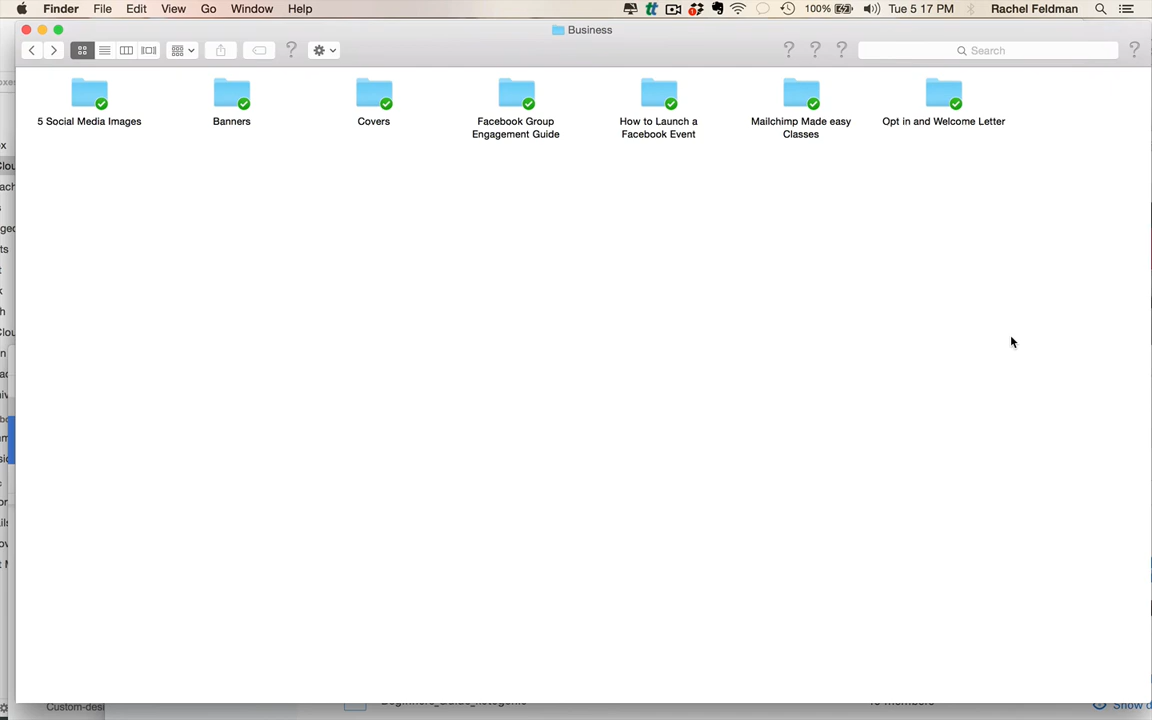 Finder File Edit View Go Window Help 100% Tue 5 17 PM Rachel Feldman
Business
Search
5 Social Media Images
Banners
Covers
Facebook Group
Engagement Guide
How to Launch a
Facebook Event
Mailchimp Made easy
Classes
Opt in and Welcome Letter
Custom-desi